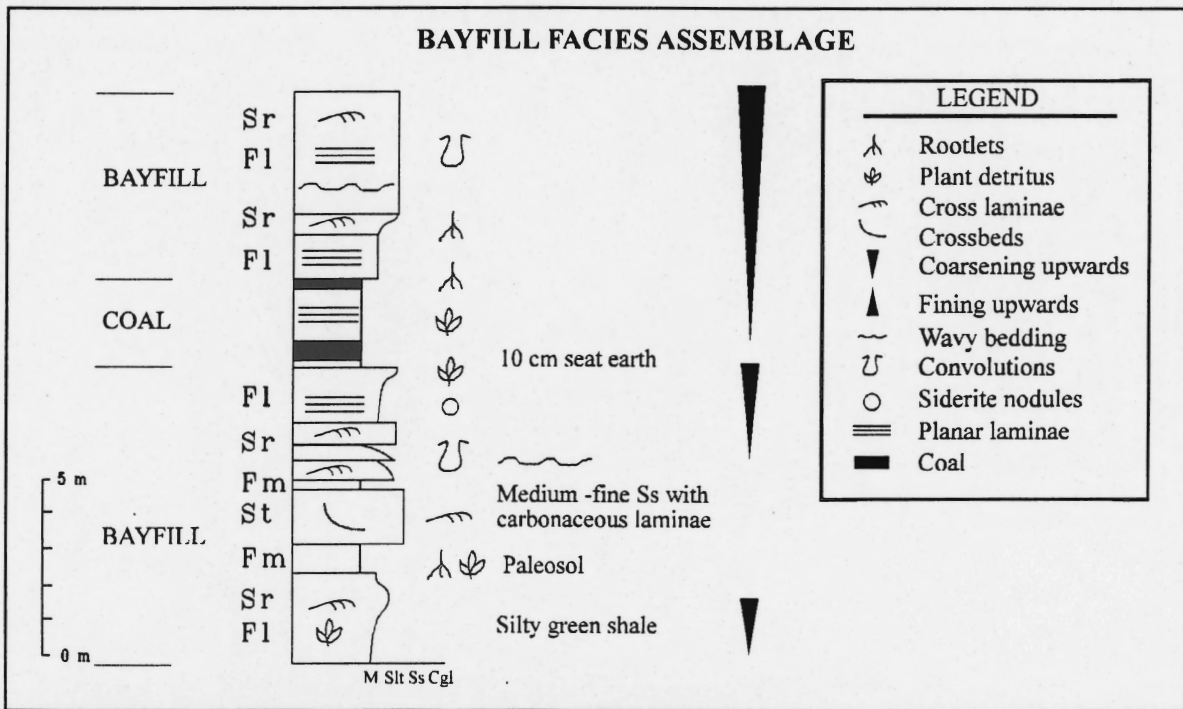 BAYFILL FACIES ASSEMBLAGE
Sr
Fl
BAYFILL
Sr
Fl
COAL
10 cm seat earth
Fl
Sr
Fm
5 m
St
Medium -fine Ss with
carbonaceous laminae
BAYFILL
Fm
Paleosol
Sr
Fl
Silty green shale
0 m
M Slt Ss Cgl
LEGEND
Rootlets
Plant detritus
Cross laminae
Crossbeds
Coarsening upwards
Fining upwards
Wavy bedding
Convolutions
Siderite nodules
Planar laminae
Coal